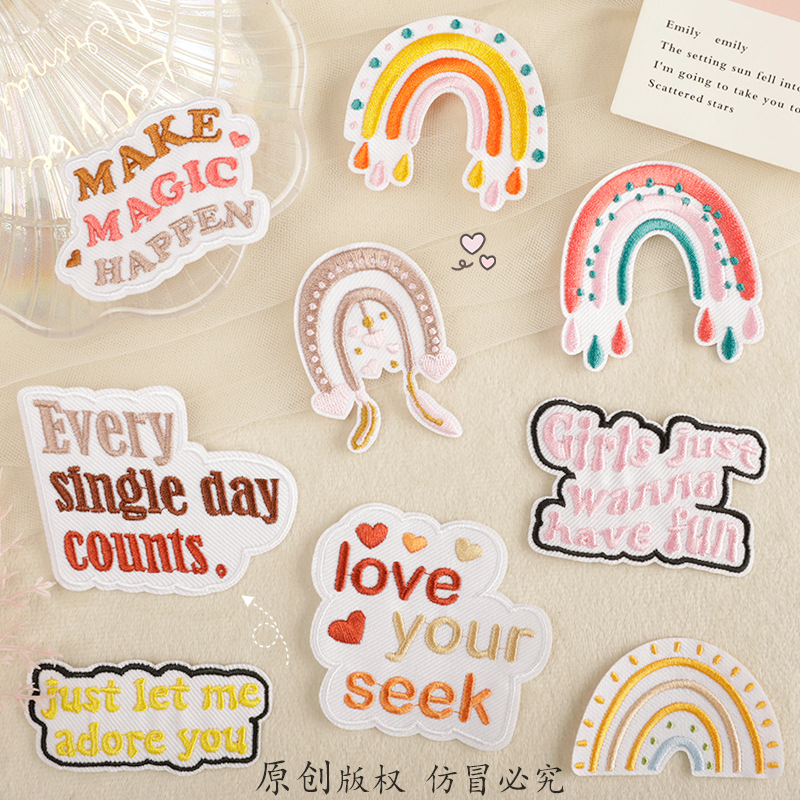 Emily emily
The setting sun fell into
I'm going to take you to
Scattered stars
MAKE
MAGIC
HAPPEN
Every
single day
counts.
Girls just
wanna
have fun
love
your
seek
just let me
adore you
原创版权 仿冒必究